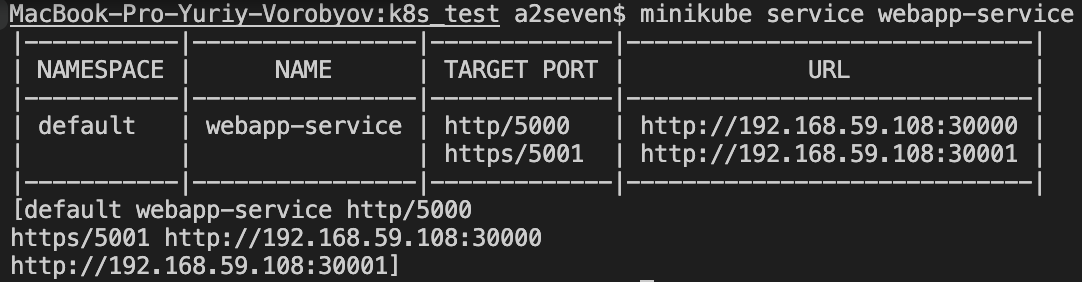 MacBook-Pro-Yuriy-Vorobyov:k8s_test a2seven$ minikube service webapp-service
|-----------|----------------|-------------|-----------------------------|
| NAMESPACE |      NAME      | TARGET PORT |             URL             |
|-----------|----------------|-------------|-----------------------------|
| default   | webapp-service | http/5000   | http://192.168.59.108:30000 |
|           |                | https/5001  | http://192.168.59.108:30001 |
|-----------|----------------|-------------|-----------------------------|
[default webapp-service http/5000
https/5001 http://192.168.59.108:30000
http://192.168.59.108:30001]